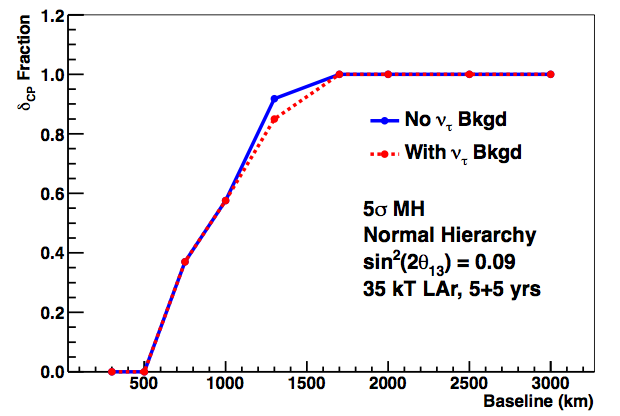 δCP Fraction
1.2
1.0
0.8
0.6
0.4
0.2
0.0
No ντ Bkgd
With ντ Bkgd
5σ MH
Normal Hierarchy
sin²(2θ13) = 0.09
35 kT LAr, 5+5 yrs
500 1000 1500 2000 2500 3000
Baseline (km)